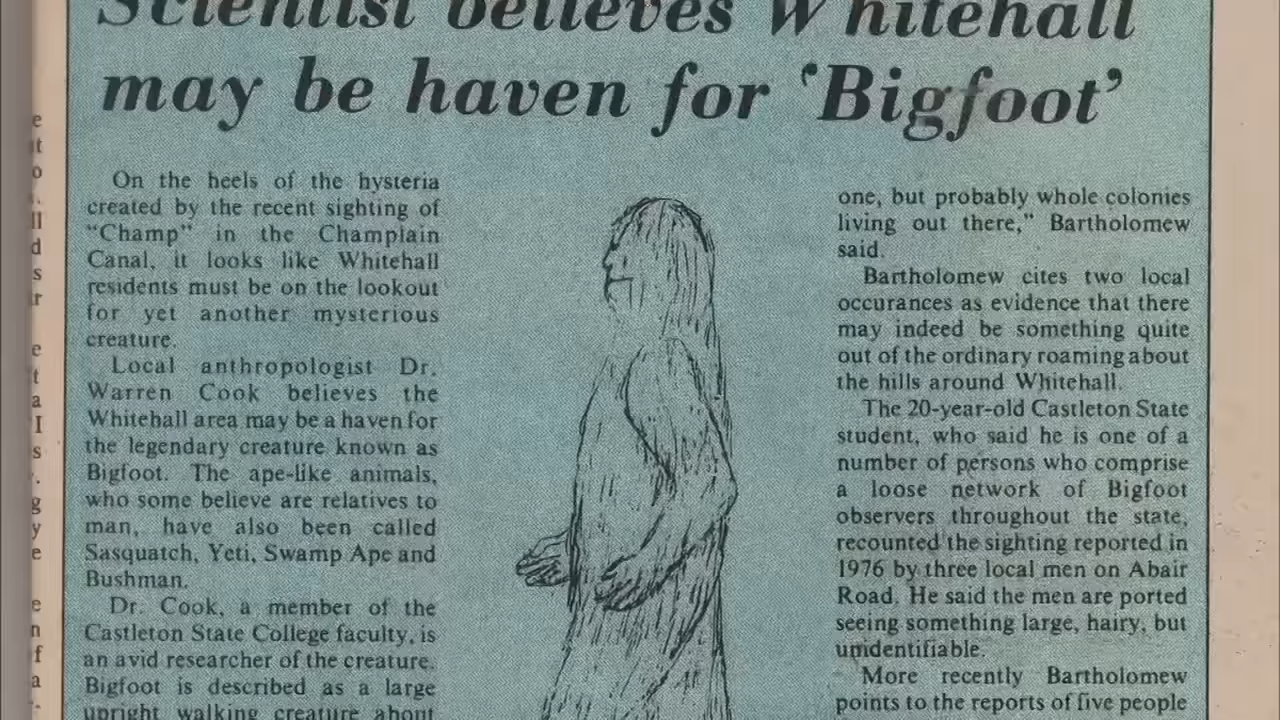 Scientist believes Whitehall
may be haven for 'Bigfoot'
On the heels of the hysteria
created by the recent sighting of
"Champ" in the Champlain
Canal, it looks like Whitehall
residents must be on the lookout
for yet another mysterious
creature.
Local anthropologist Dr.
Warren Cook believes the
Whitehall area may be a haven for
the legendary creature known as
Bigfoot. The ape-like animals,
who some believe are relatives to
man, have also been called
Sasquatch, Yeti, Swamp Ape and
Bushman.
Dr. Cook, a member of the
Castleton State College faculty, is
an avid researcher of the creature.
Bigfoot is described as a large
upright walking creature about
one, but probably whole colonies
living out there," Bartholomew
said.
Bartholomew cites two local
occurances as evidence that there
may indeed be something quite
out of the ordinary roaming about
the hills around Whitehall.
The 20-year-old Castleton State
student, who said he is one of a
number of persons who comprise
a loose network of Bigfoot
observers throughout the state,
recounted the sighting reported in
1976 by three local men on Abair
Road. He said the men are ported
seeing something large, hairy, but
unidentifiable.
More recently Bartholomew
points to the reports of five people